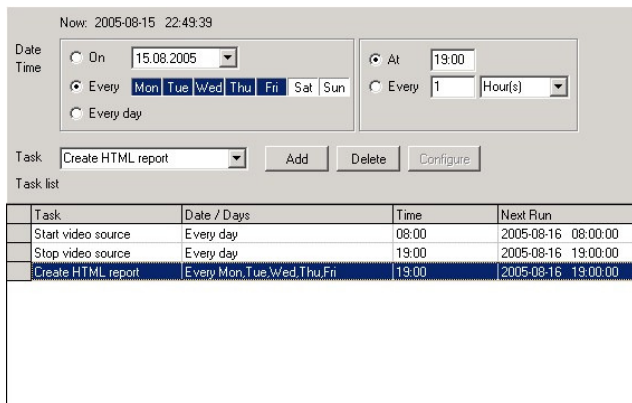 Now: 2005-08-15 22:49:39
Date
Time
On 15.08.2005
Every Mon Tue Wed Thu Fri Sat Sun
Every day
At 19:00
Every 1 Hour(s)
Task Create HTML report Add Delete Configure
Task list
Task Date / Days Time Next Run
Start video source Every day 08:00 2005-08-16 08:00:00
Stop video source Every day 19:00 2005-08-16 19:00:00
Create HTML report Every Mon,Tue,Wed,Thu,Fri 19:00 2005-08-16 19:00:00